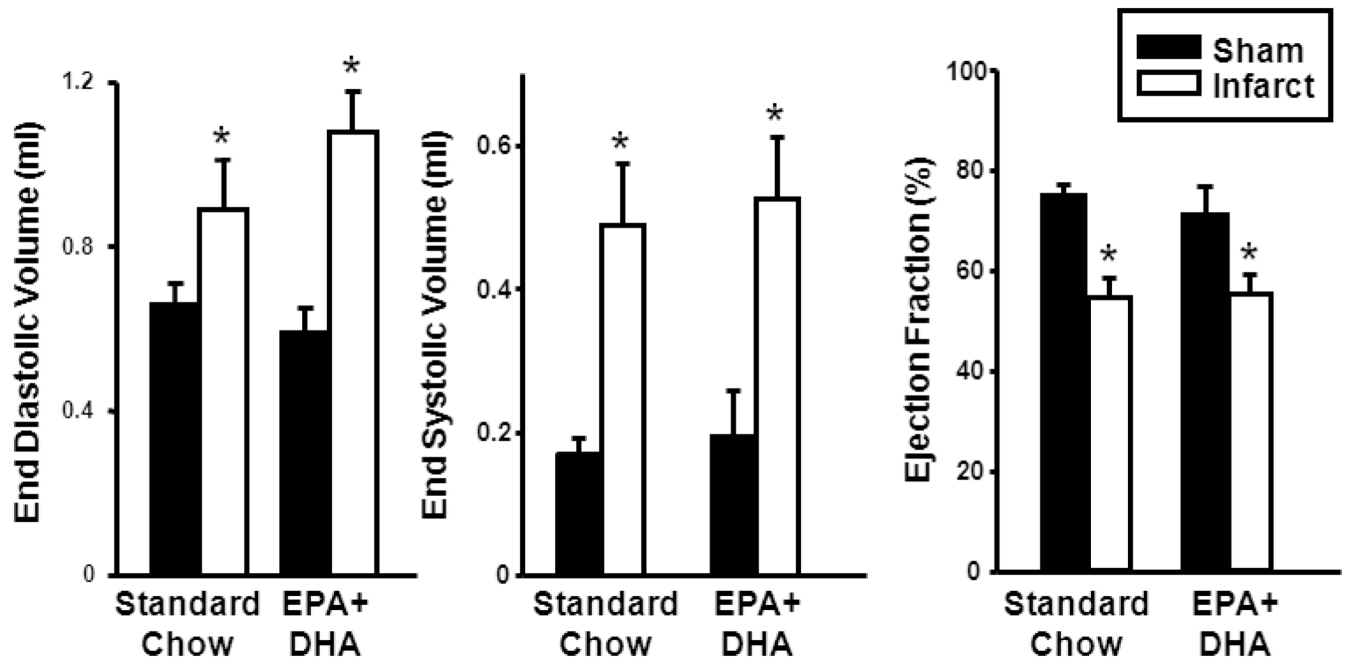 Sham
Infarct
End Diastolic Volume (ml)
1.2
0.8
0.4
0
*
*
Standard
Chow
EPA+
DHA
End Systolic Volume (ml)
0.6
0.4
0.2
0
*
*
Standard
Chow
EPA+
DHA
Ejection Fraction (%)
100
80
60
40
20
0
*
*
Standard
Chow
EPA+
DHA